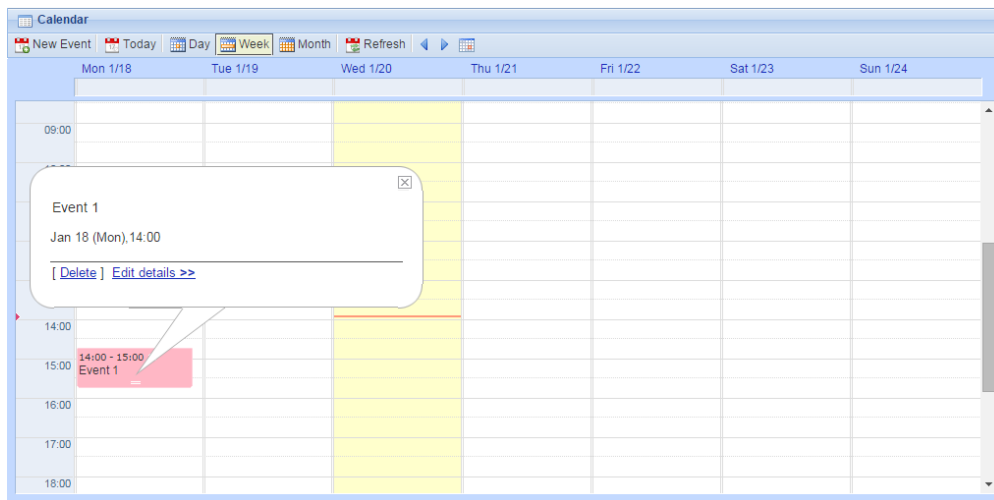 Calendar
New Event Today Day Week Month Refresh
Mon 1/18 Tue 1/19 Wed 1/20 Thu 1/21 Fri 1/22 Sat 1/23 Sun 1/24
09:00
Event 1
Jan 18 (Mon),14:00
[ Delete ] Edit details >>
14:00
14:00 - 15:00
15:00 Event 1
16:00
17:00
18:00